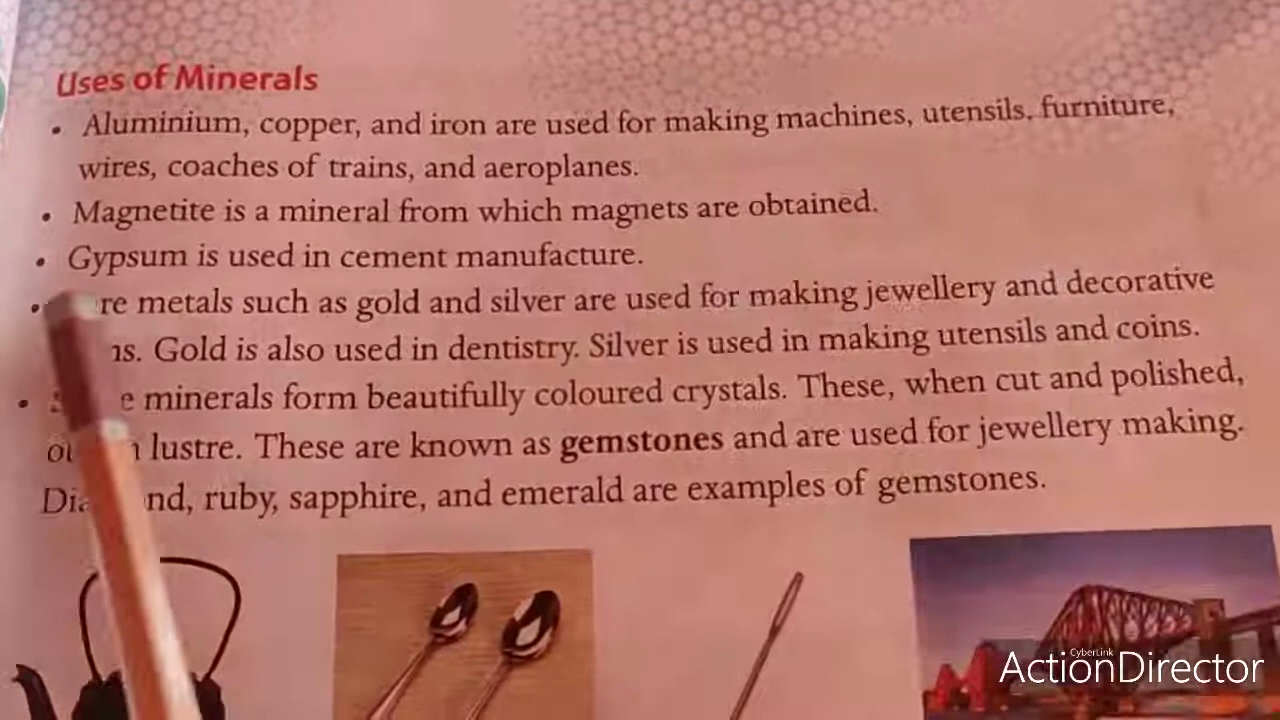 Uses of Minerals
• Aluminium, copper, and iron are used for making machines, utensils, furniture,
wires, coaches of trains, and aeroplanes.
• Magnetite is a mineral from which magnets are obtained.
• Gypsum is used in cement manufacture.
• metals such as gold and silver are used for making jewellery and decorative
Gold is also used in dentistry. Silver is used in making utensils and coins.
• minerals form beautifully coloured crystals. These, when cut and polished,
lustre. These are known as gemstones and are used for jewellery making.
Diamond, ruby, sapphire, and emerald are examples of gemstones.
CyberLink
ActionDirector